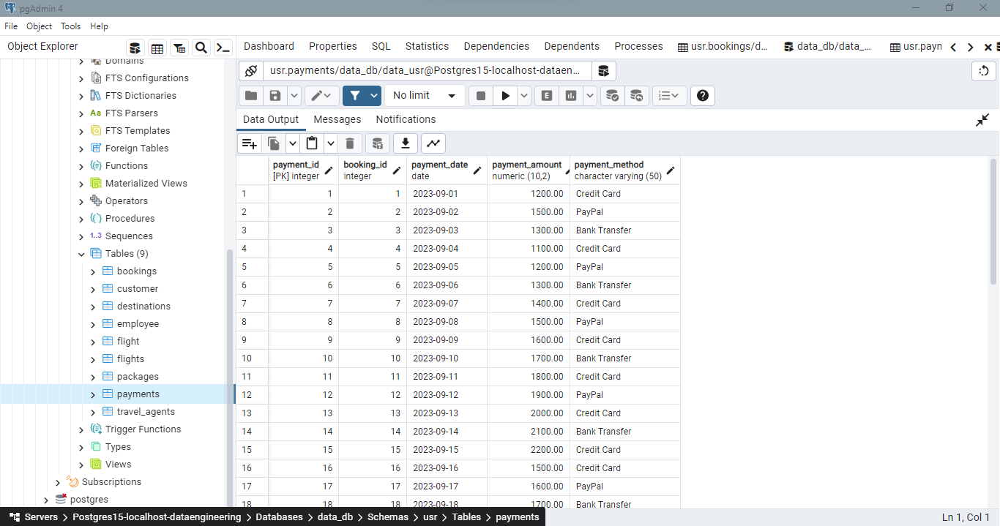 pgAdmin 4
File Object Tools Help
Object Explorer
Dashboard Properties SQL Statistics Dependencies Dependents Processes usr.bookings/d... data_db/data_... usr.payn
Domains
FTS Configurations
FTS Dictionaries
Aa FTS Parsers
FTS Templates
Foreign Tables
Functions
Materialized Views
Operators
Procedures
1..3 Sequences
Tables (9)
bookings
customer
destinations
employee
flight
flights
packages
payments
travel_agents
Trigger Functions
Types
Views
Subscriptions
postgres
usr.payments/data_db/data_usr@Postgres15-localhost-dataen...
No limit E
Data Output Messages Notifications
payment_id booking_id payment_date payment_amount payment_method
[PK] integer integer date numeric (10,2) character varying (50)
1 1 1 2023-09-01 1200.00 Credit Card
2 2 2 2023-09-02 1500.00 PayPal
3 3 3 2023-09-03 1300.00 Bank Transfer
4 4 4 2023-09-04 1100.00 Credit Card
5 5 5 2023-09-05 1200.00 PayPal
6 6 6 2023-09-06 1300.00 Bank Transfer
7 7 7 2023-09-07 1400.00 Credit Card
8 8 8 2023-09-08 1500.00 PayPal
9 9 9 2023-09-09 1600.00 Credit Card
10 10 10 2023-09-10 1700.00 Bank Transfer
11 11 11 2023-09-11 1800.00 Credit Card
12 12 12 2023-09-12 1900.00 PayPal
13 13 13 2023-09-13 2000.00 Credit Card
14 14 14 2023-09-14 2100.00 Bank Transfer
15 15 15 2023-09-15 2200.00 Credit Card
16 16 16 2023-09-16 1500.00 Credit Card
17 17 17 2023-09-17 1600.00 PayPal
18 18 18 2023-09-18 1700.00 Bank Transfer
Servers > Postgres15-localhost-dataengineering > Databases > data_db > Schemas > usr > Tables > payments
Ln 1, Col 1